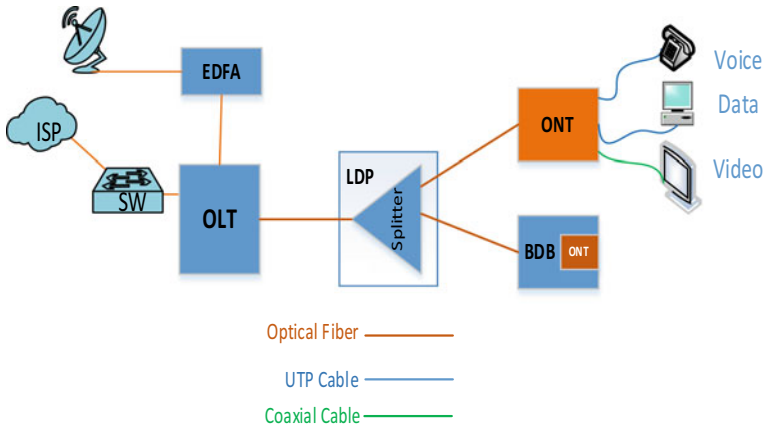 EDFA
ISP
SW
OLT
LDP
Splitter
ONT
BDB
ONT
Voice
Data
Video
Optical Fiber
UTP Cable
Coaxial Cable